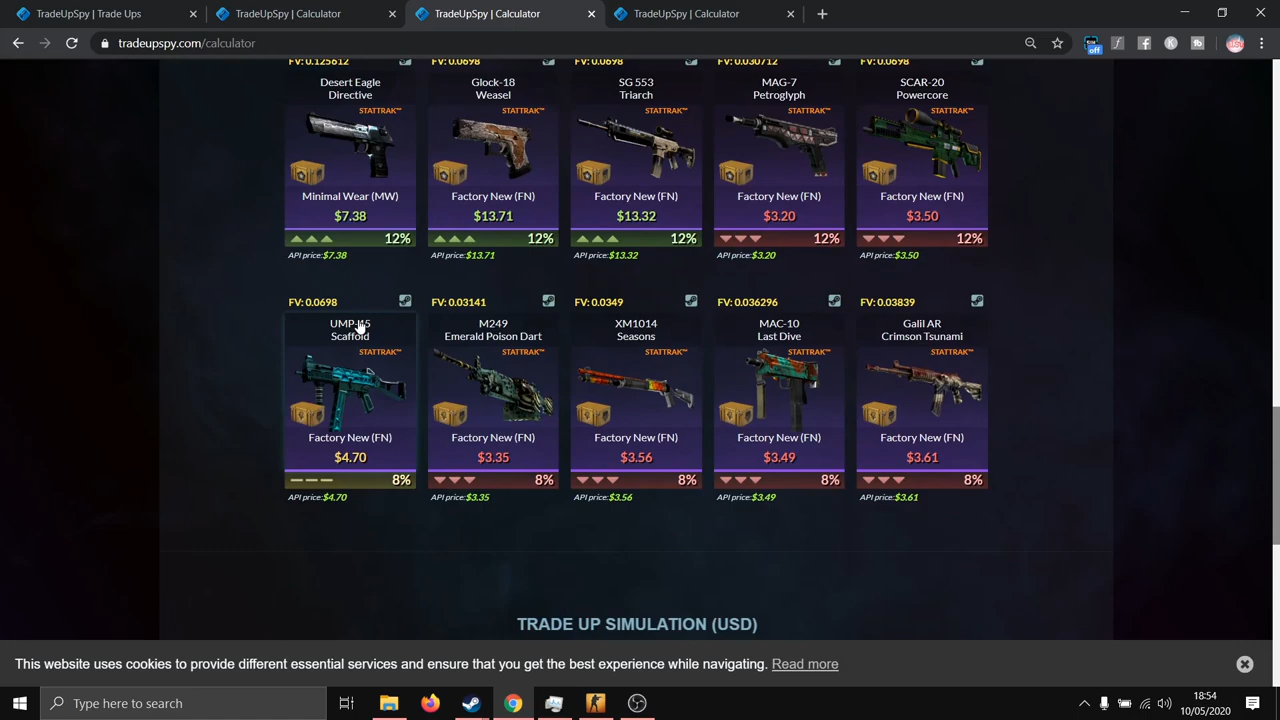 TradeUpSpy | Trade Ups
TradeUpSpy | Calculator
TradeUpSpy | Calculator
TradeUpSpy | Calculator
tradeupspy.com/calculator
off
FV: 0.125612
FV: 0.0698
FV: 0.0698
FV: 0.030712
FV: 0.0698
Desert Eagle
Directive
Glock-18
Weasel
SG 553
Triarch
MAG-7
Petroglyph
SCAR-20
Powercore
STATTRAK™
STATTRAK™
STATTRAK™
STATTRAK™
STATTRAK™
Minimal Wear (MW)
Factory New (FN)
Factory New (FN)
Factory New (FN)
Factory New (FN)
$7.38
$13.71
$13.32
$3.20
$3.50
12%
12%
12%
12%
12%
API price:$7.38
API price:$13.71
API price:$13.32
API price:$3.20
API price:$3.50
FV: 0.0698
FV: 0.03141
FV: 0.0349
FV: 0.036296
FV: 0.03839
UMP-45
Scaffold
M249
Emerald Poison Dart
XM1014
Seasons
MAC-10
Last Dive
Galil AR
Crimson Tsunami
STATTRAK™
STATTRAK™
STATTRAK™
STATTRAK™
STATTRAK™
Factory New (FN)
Factory New (FN)
Factory New (FN)
Factory New (FN)
Factory New (FN)
$4.70
$3.35
$3.56
$3.49
$3.61
8%
8%
8%
8%
8%
API price:$4.70
API price:$3.35
API price:$3.56
API price:$3.49
API price:$3.61
TRADE UP SIMULATION (USD)
This website uses cookies to provide different essential services and ensure that you get the best experience while navigating. Read more
Type here to search
18:54
10/05/2020